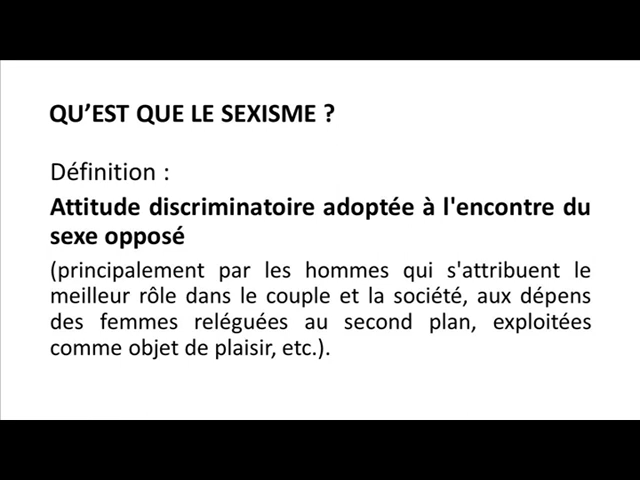 QU’EST QUE LE SEXISME ?
Définition :
Attitude discriminatoire adoptée à l'encontre du
sexe opposé
(principalement par les hommes qui s'attribuent le
meilleur rôle dans le couple et la société, aux dépens
des femmes reléguées au second plan, exploitées
comme objet de plaisir, etc.).